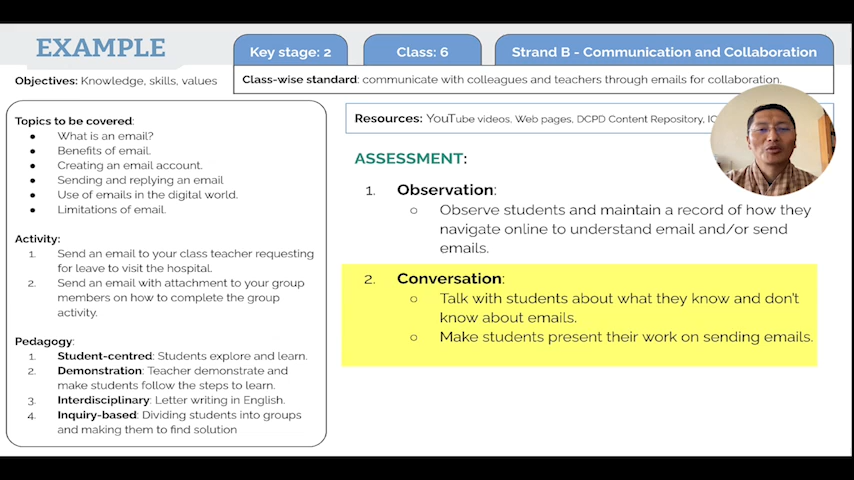 EXAMPLE
Key stage: 2
Class: 6
Strand B - Communication and Collaboration
Objectives: Knowledge, skills, values
Class-wise standard: communicate with colleagues and teachers through emails for collaboration.
Topics to be covered:
● What is an email?
● Benefits of email.
● Creating an email account.
● Sending and replying an email
● Use of emails in the digital world.
● Limitations of email.
Activity:
1. Send an email to your class teacher requesting
for leave to visit the hospital.
2. Send an email with attachment to your group
members on how to complete the group
activity.
Pedagogy:
1. Student-centred: Students explore and learn.
2. Demonstration: Teacher demonstrate and
make students follow the steps to learn.
3. Interdisciplinary: Letter writing in English.
4. Inquiry-based: Dividing students into groups
and making them to find solution
Resources: YouTube videos, Web pages, DCPD Content Repository,
ASSESSMENT:
1. Observation:
○ Observe students and maintain a record of how they
navigate online to understand email and/or send
emails.
2. Conversation:
○ Talk with students about what they know and don't
know about emails.
○ Make students present their work on sending emails.